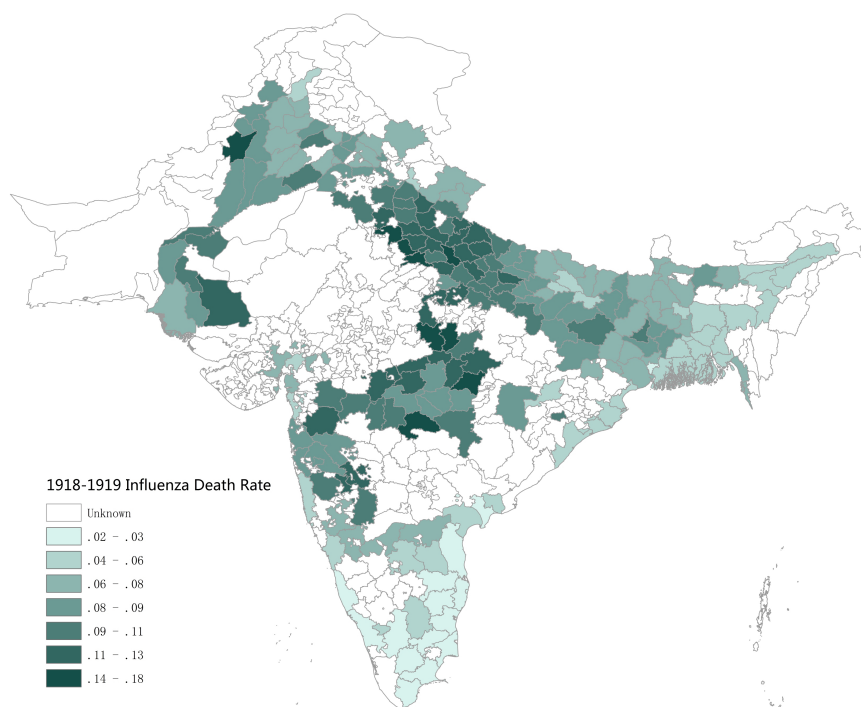 1918-1919 Influenza Death Rate
Unknown
.02 - .03
.04 - .06
.06 - .08
.08 - .09
.09 - .11
.11 - .13
.14 - .18